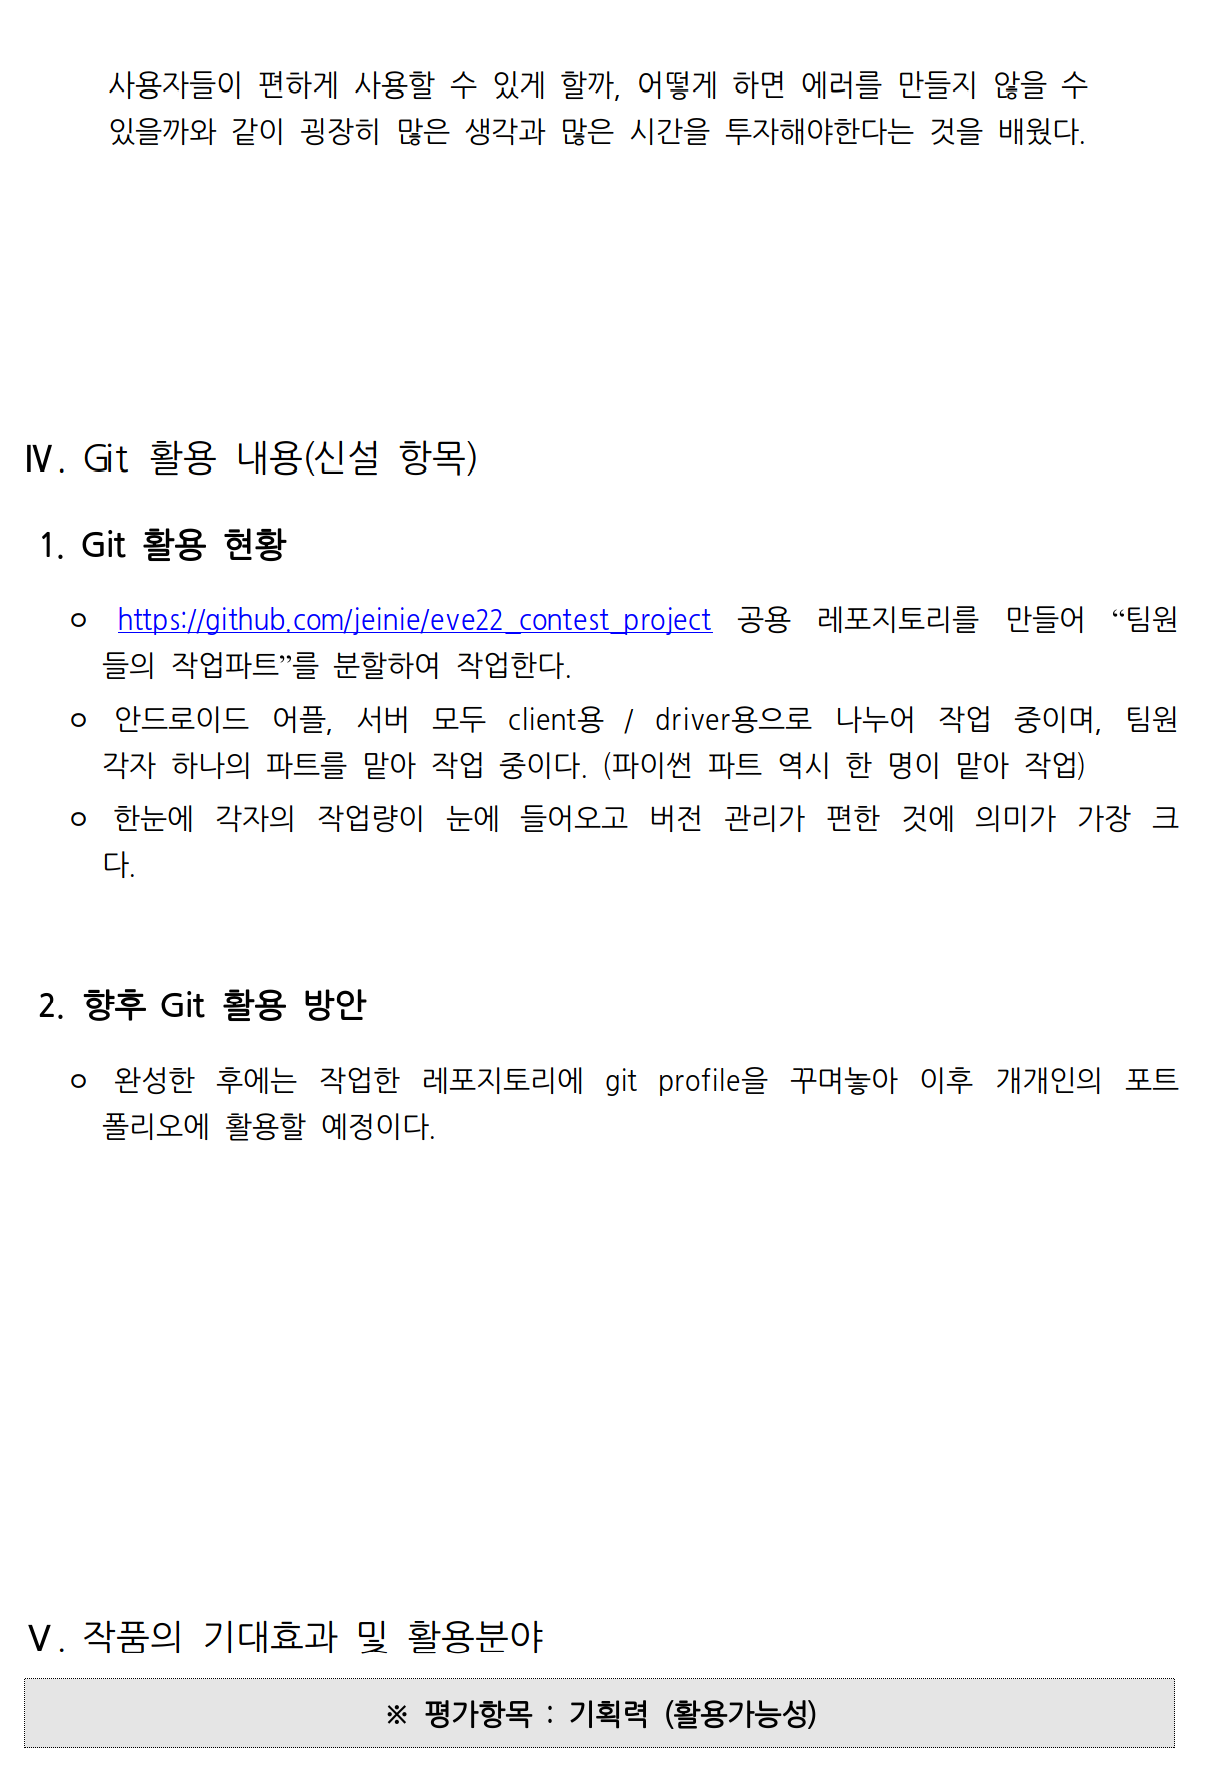 사용자들이 편하게 사용할 수 있게 할까, 어떻게 하면 에러를 만들지 않을 수
있을까와 같이 굉장히 많은 생각과 많은 시간을 투자해야한다는 것을 배웠다.
Ⅳ. Git 활용 내용(신설 항목)
1. Git 활용 현황
ㅇ https://github.com/jeinie/eve22_contest_project 공용 레포지토리를 만들어 “팀원
들의 작업파트”를 분할하여 작업한다.
ㅇ 안드로이드 어플, 서버 모두 client용 / driver용으로 나누어 작업 중이며, 팀원
각자 하나의 파트를 맡아 작업 중이다. (파이썬 파트 역시 한 명이 맡아 작업)
ㅇ 한눈에 각자의 작업량이 눈에 들어오고 버전 관리가 편한 것에 의미가 가장 크
다.
2. 향후 Git 활용 방안
ㅇ 완성한 후에는 작업한 레포지토리에 git profile을 꾸며놓아 이후 개개인의 포트
폴리오에 활용할 예정이다.
Ⅴ. 작품의 기대효과 및 활용분야
※ 평가항목 : 기획력 (활용가능성)